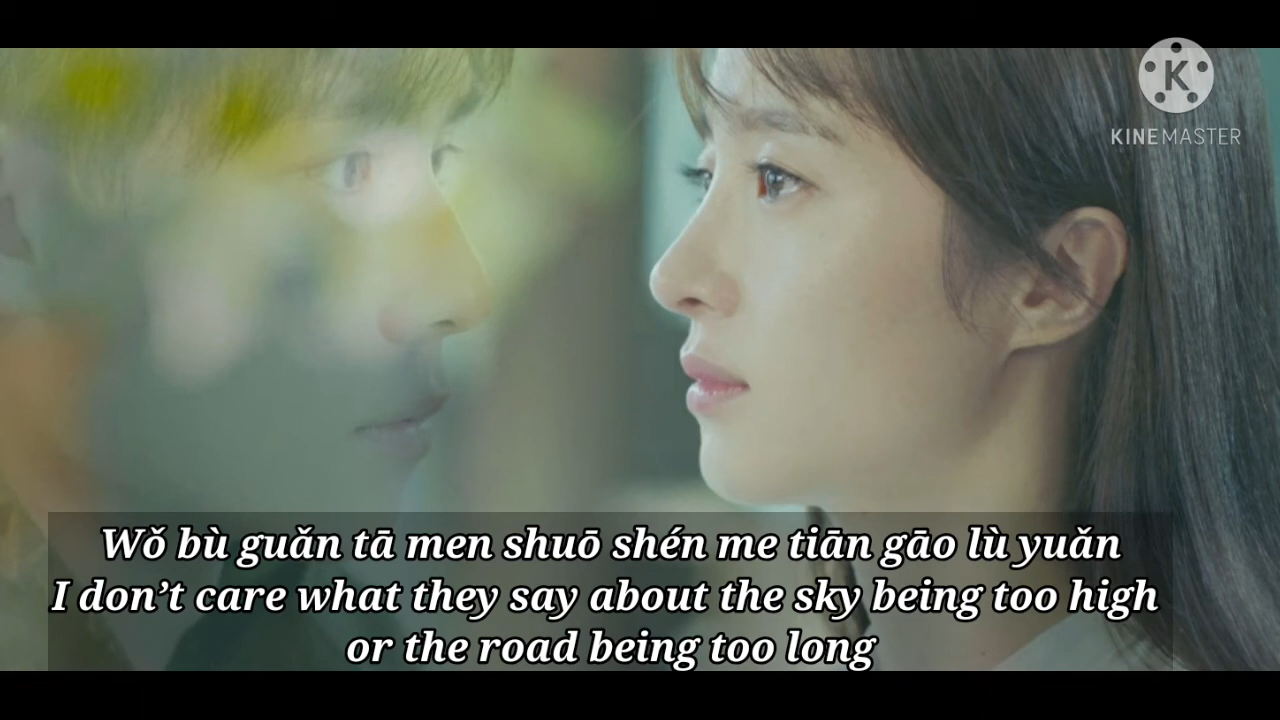 K
KINEMASTER
Wǒ bù guǎn tā men shuō shén me tiān gāo lù yuǎn
I don't care what they say about the sky being too high
or the road being too long